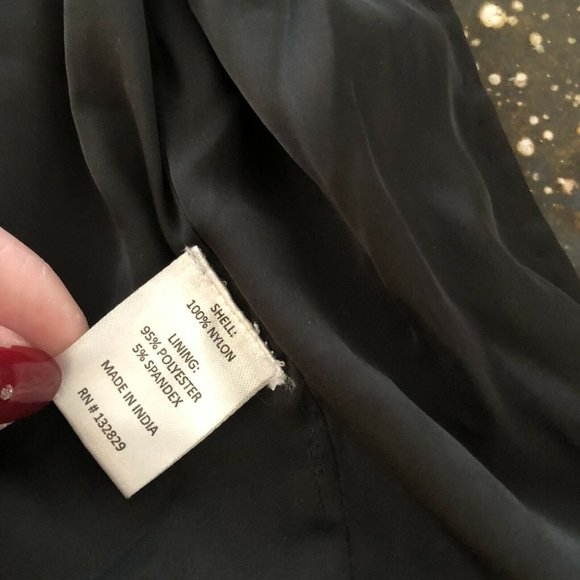 SHELL:
100% NYLON
LINING:
95% POLYESTER
5% SPANDEX
MADE IN INDIA
RN # 132829